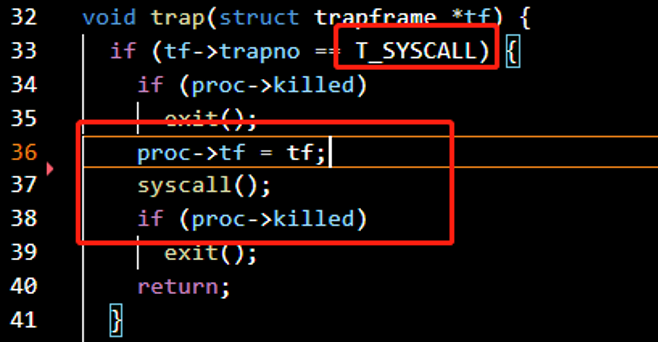 32 void trap(struct trapframe *tf) {
33 if (tf->trapno == T_SYSCALL) {
34 if (proc->killed)
35 exit();
36 proc->tf = tf;
37 syscall();
38 if (proc->killed)
39 exit();
40 return;
41 }